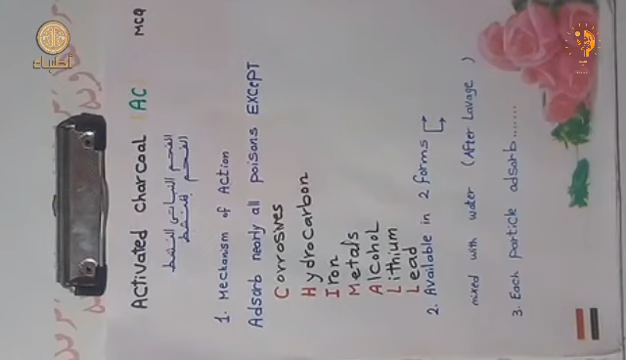 أطباء
Activated charcoal (AC) MCQ
الفحم النباتي النشط
الفحم المنشط
1. Mechanism of Action
Adsorb nearly all poisons EXCEPT
Corrosives
Hydrocarbon
Iron
Metals
Alcohol
Lithium
Lead
2. Available in 2 forms
mixed with water (After Lavage)
3. Each particle adsorb.......